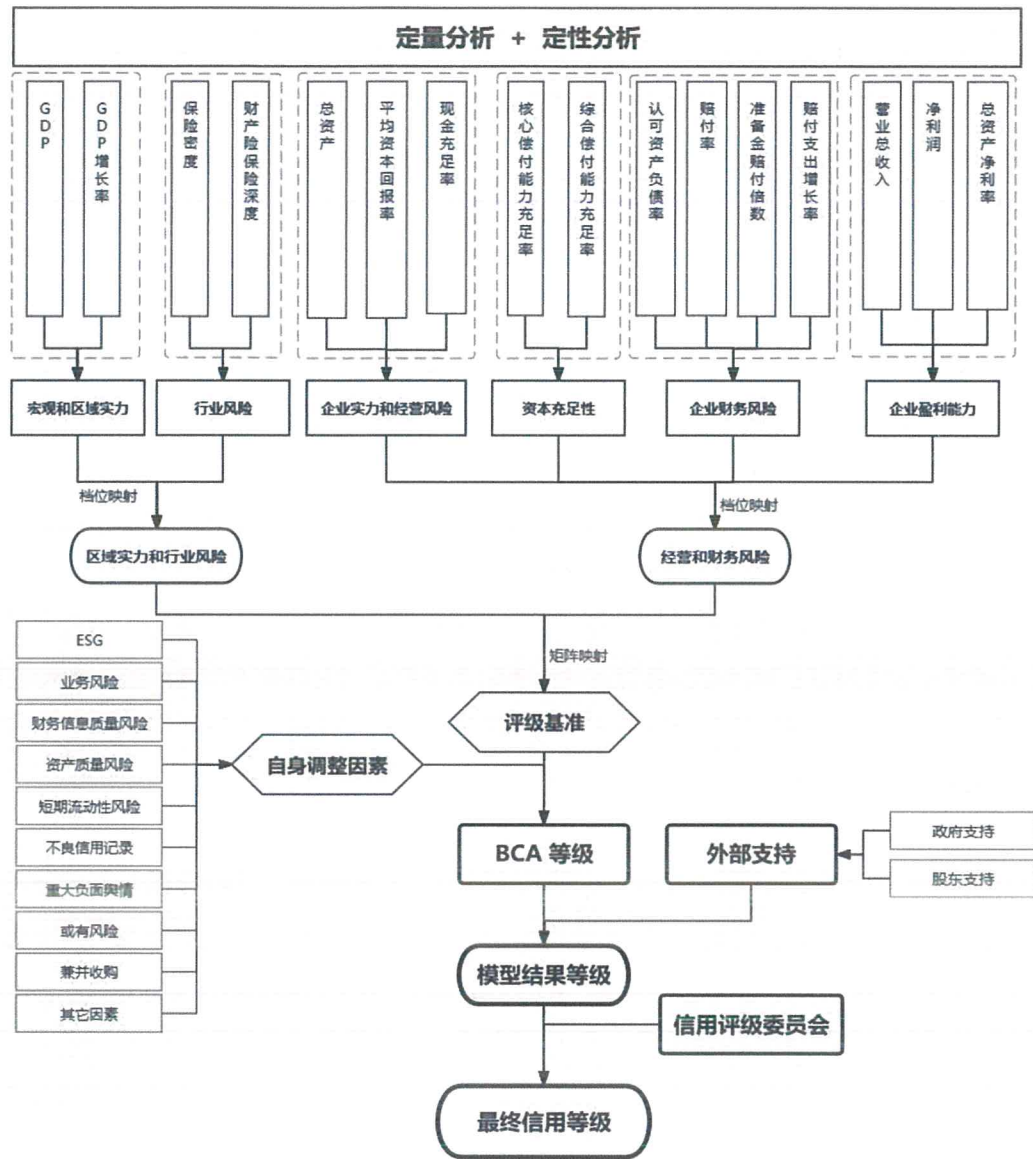 定量分析 + 定性分析
GDP
GDP增长率
保险密度
财产险保险深度
总资产
平均资本回报率
现金充足率
核心偿付能力充足率
综合偿付能力充足率
认可资产负债率
赔付率
准备金赔付倍数
赔付支出增长率
营业总收入
净利润
总资产净利率
宏观和区域实力
行业风险
企业实力和经营风险
资本充足性
企业财务风险
企业盈利能力
档位映射
档位映射
区域实力和行业风险
经营和财务风险
矩阵映射
ESG
业务风险
财务信息质量风险
资产质量风险
短期流动性风险
不良信用记录
重大负面舆情
或有风险
兼并收购
其它因素
自身调整因素
评级基准
BCA 等级
外部支持
政府支持
股东支持
模型结果等级
信用评级委员会
最终信用等级